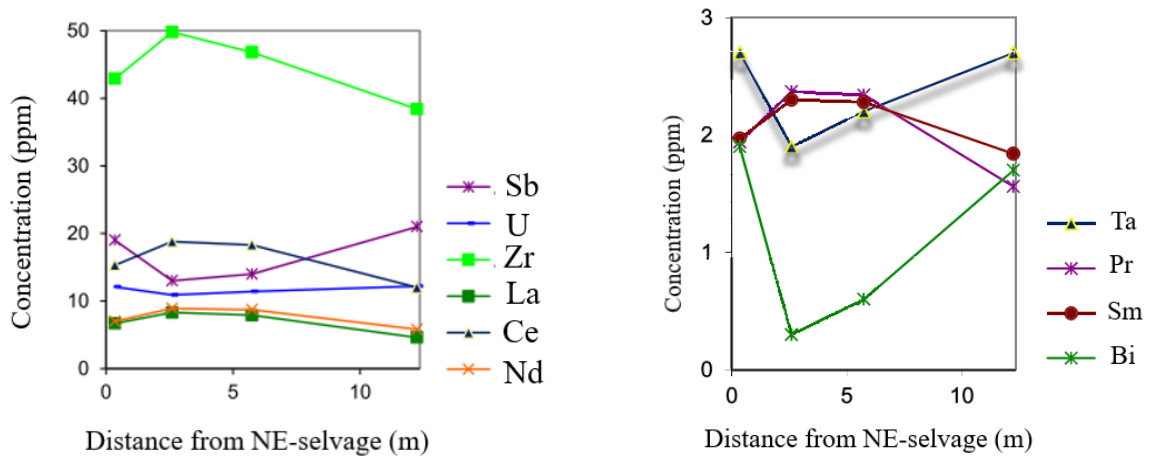 50
40
30
20
10
0
0
5
10
Concentration (ppm)
Distance from NE-selvage (m)
Sb
U
Zr
La
Ce
Nd
3
2
1
0
0
5
10
Concentration (ppm)
Distance from NE-selvage (m)
Ta
Pr
Sm
Bi